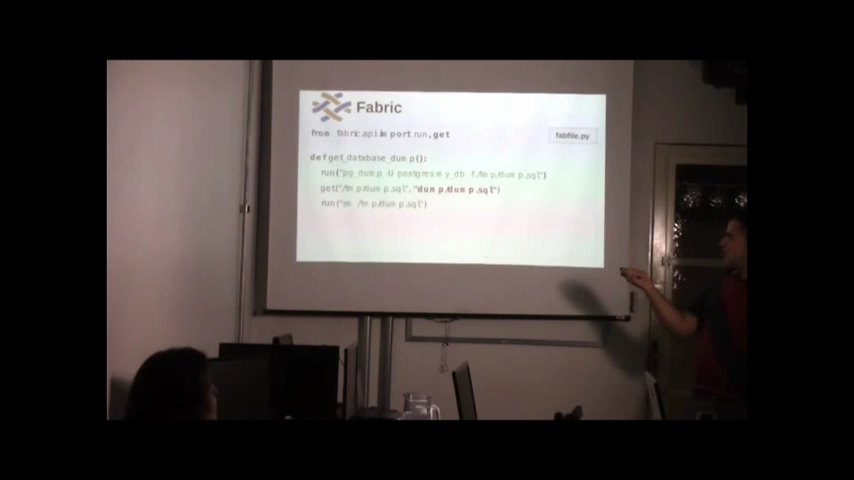 Fabric
from fabric.api import run, get
fabfile.py
def get_database_dump():
run("pg_dump -U postgres my_db -f /tmp/dump.sql")
get("/tmp/dump.sql", "dump/dump.sql")
run("rm /tmp/dump.sql")